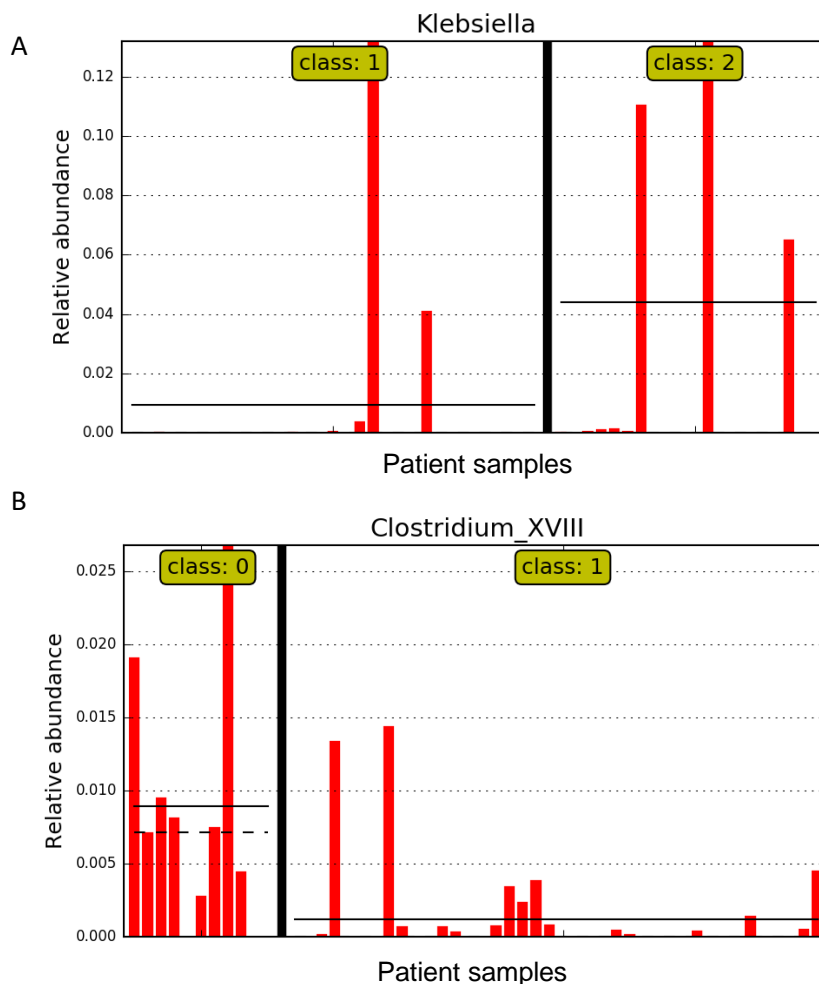 A
Klebsiella
class: 1
class: 2
0.12
0.10
0.08
0.06
0.04
0.02
0.00
Relative abundance
Patient samples
B
Clostridium_XVIII
class: 0
class: 1
0.025
0.020
0.015
0.010
0.005
0.000
Relative abundance
Patient samples